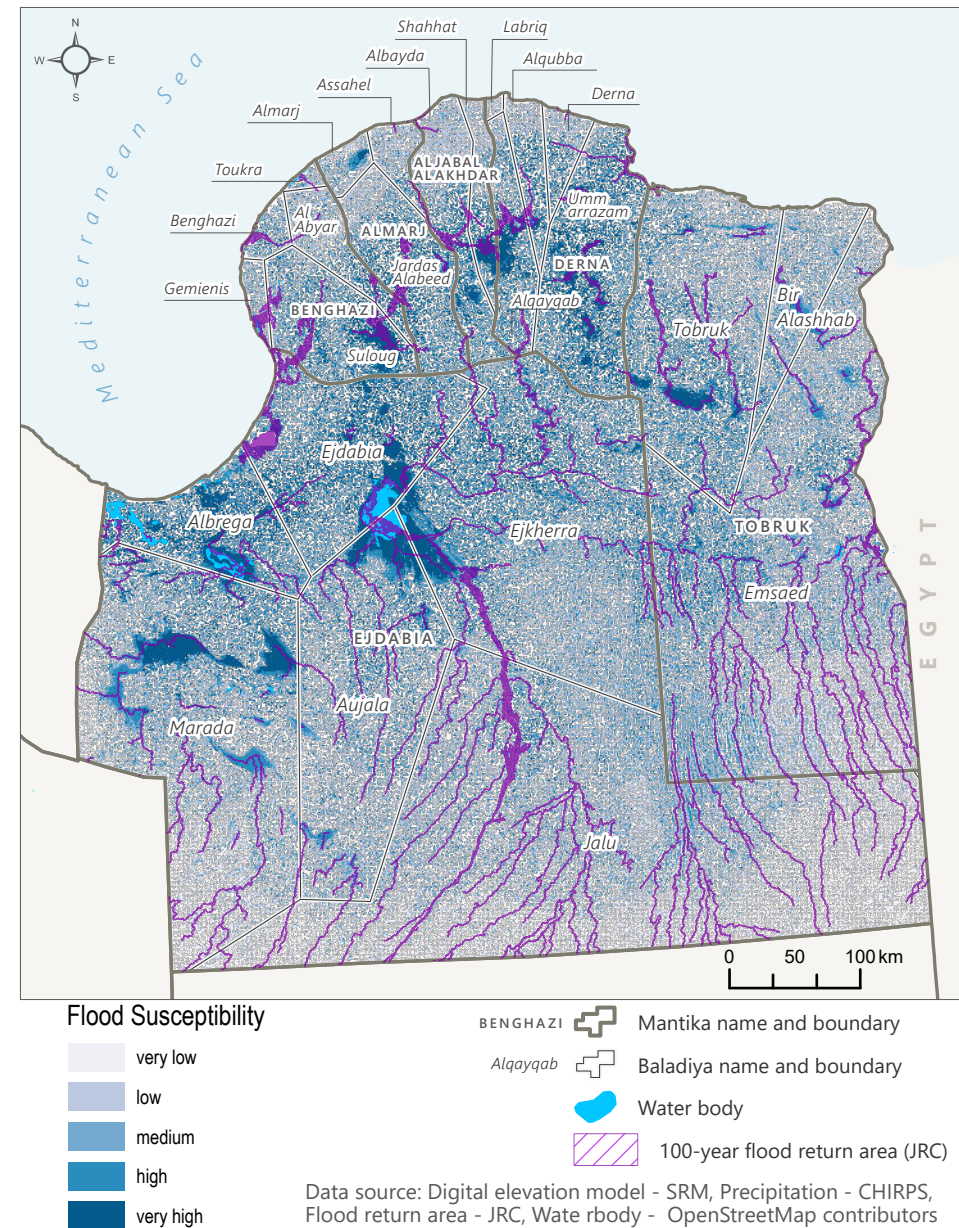 N
W E
S
Shahhat
Labriq
Albayda
Alqubba
Assahel
Derna
Almarj
Toukra
Benghazi
Gemienis
Mediterranean Sea
AL JABAL
AL AKHDAR
Al
Abyar
ALMARJ
Umm
arrazam
Jardas
Alabeed
DERNA
BENGHAZI
Alqayqab
Bir
Alashhab
Tobruk
Suloug
Ejdabia
Albrega
Ejkherra
TOBRUK
EGYPT
Emsaed
EJDABIA
Aujala
Marada
Jalu
0 50 100 km
Flood Susceptibility
very low
low
medium
high
very high
BENGHAZI Mantika name and boundary
Alqayqab Baladiya name and boundary
Water body
100-year flood return area (JRC)
Data source: Digital elevation model - SRM, Precipitation - CHIRPS,
Flood return area - JRC, Wate rbody - OpenStreetMap contributors